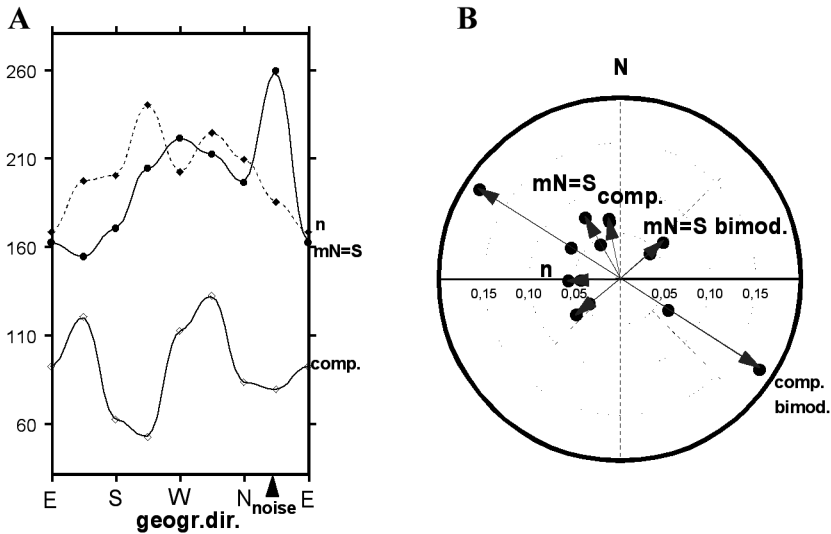 A
260
210
160
110
60
n
mN=S
comp.
E S W N noise E
geogr.dir.
B
N
mN=S
comp.
mN=S bimod.
n
0,15 0,10 0,05 0,05 0,10 0,15
comp.
bimod.